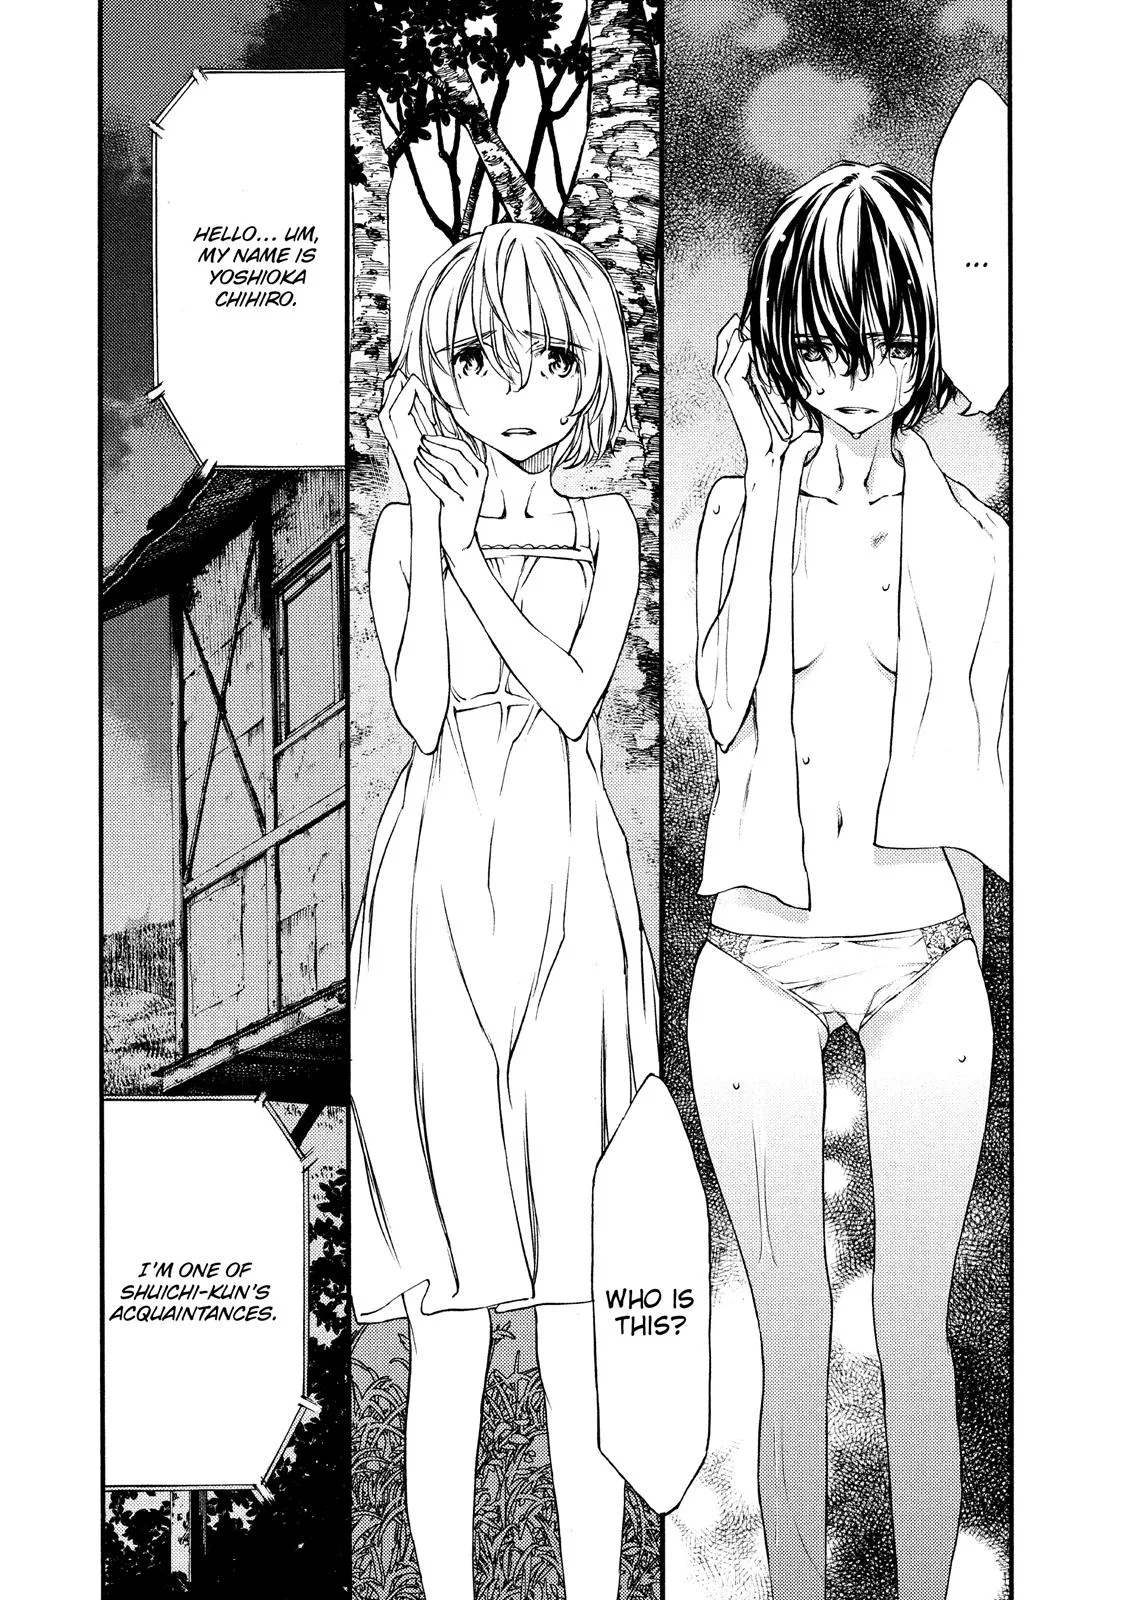 ...
WHO IS
THIS?
HELLO... UM,
MY NAME IS
YOSHIOKA
CHIHIRO.
I'M ONE OF
SHUICHI-KUN'S
ACQUAINTANCES.